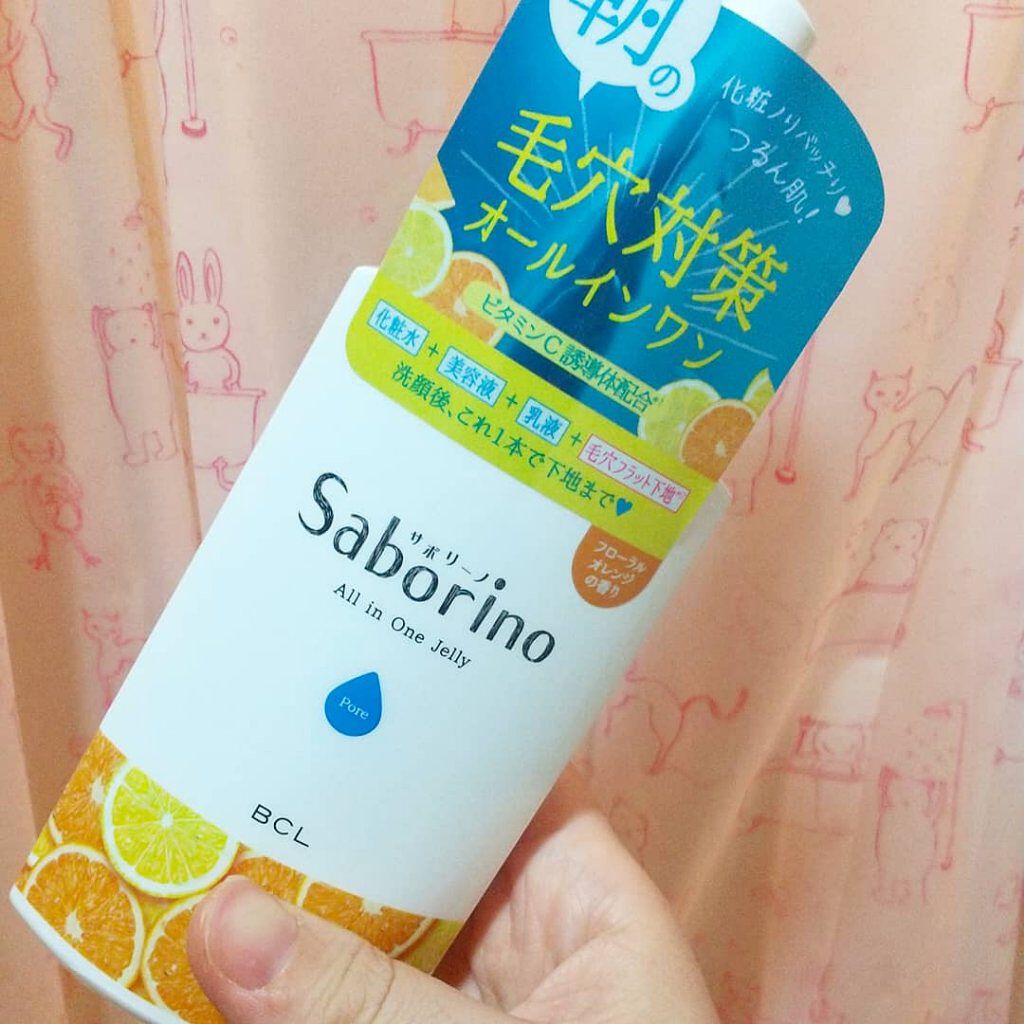 朝の
化粧ノリバッチリ♥
つるん肌！
毛穴対策
オールインワン
ビタミンC誘導体配合
化粧水 + 美容液 + 乳液 + 毛穴フラット下地
洗顔後、これ1本で下地まで♥
フローラル
オレンジ
の香り
サボリーノ
Saborino
All in One Jelly
Pore
BCL